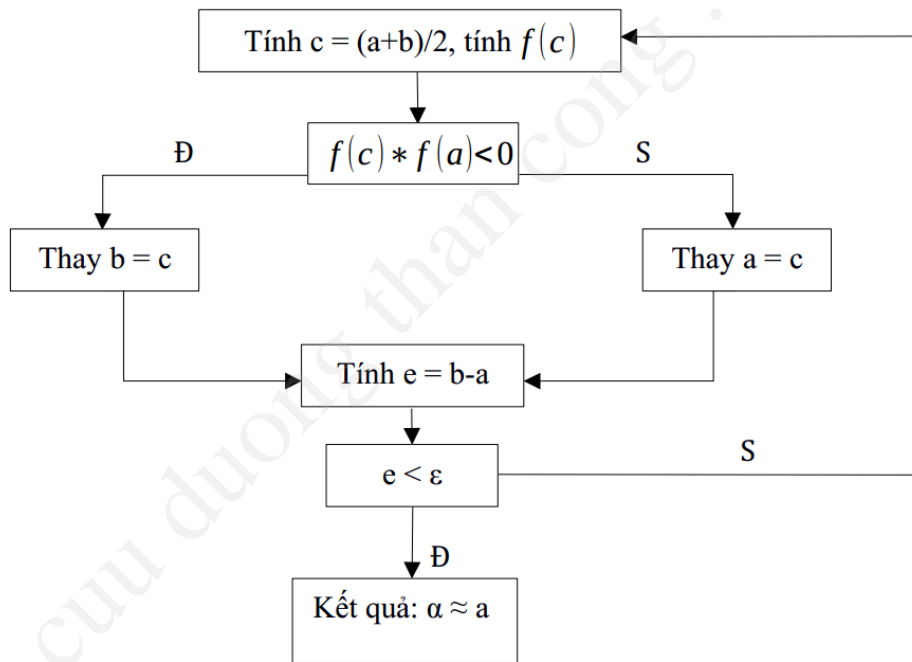 Tính c = (a+b)/2, tính f(c)
f(c)∗f(a)<0
Đ
S
Thay b = c
Thay a = c
Tính e = b-a
e < ε
S
Đ
Kết quả: α ≈ a
cuu duong than cong .